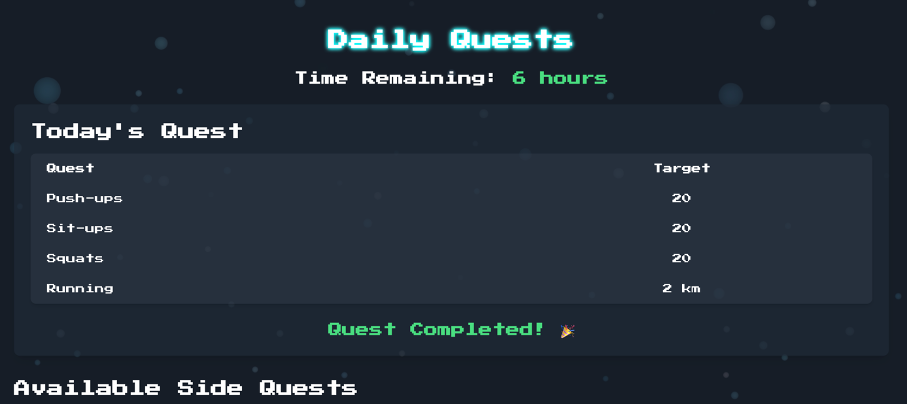 Daily Quests
Time Remaining: 6 hours
Today's Quest
Quest Target
Push-ups 20
Sit-ups 20
Squats 20
Running 2 km
Quest Completed! 🎉
Available Side Quests